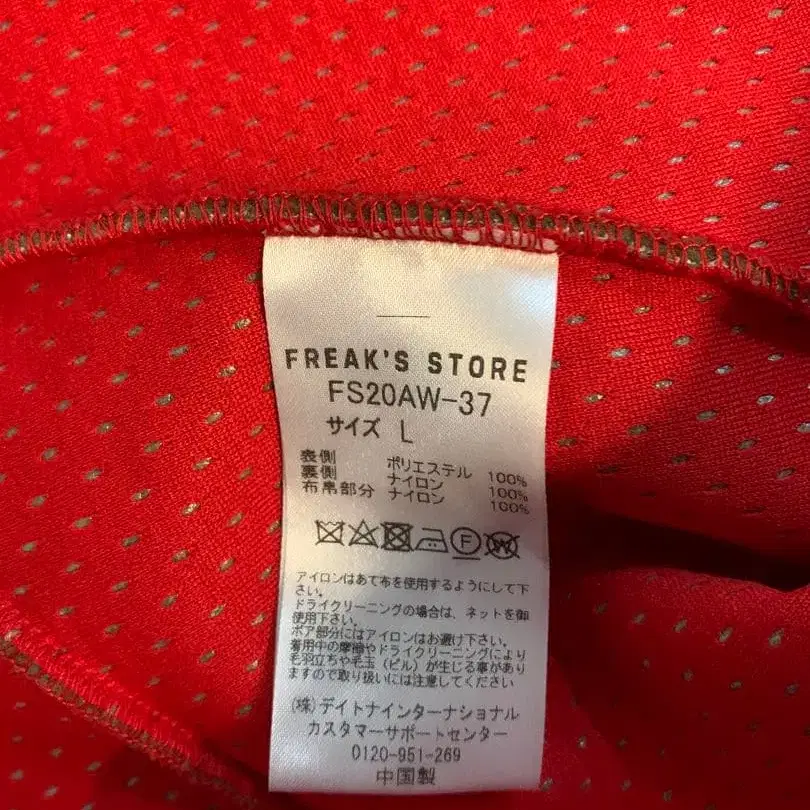 FREAK'S STORE
FS20AW-37
サイズ L
表側 ポリエステル 100%
裏側 ナイロン 100%
布帛部分 ナイロン 100%
F W
アイロンはあて布を使用するようにして下
さい。
ドライクリーニングの場合は、ネットを御
使用下さい。
ボア部分にはアイロンはお避け下さい。
着用中の摩擦やドライクリーニングにより
毛羽立ちや毛玉（ピル）が生じる事があり
ますので取り扱いには注意してください
(株)デイトナインターナショナル
カスタマーサポートセンター
0120-951-269
中国製